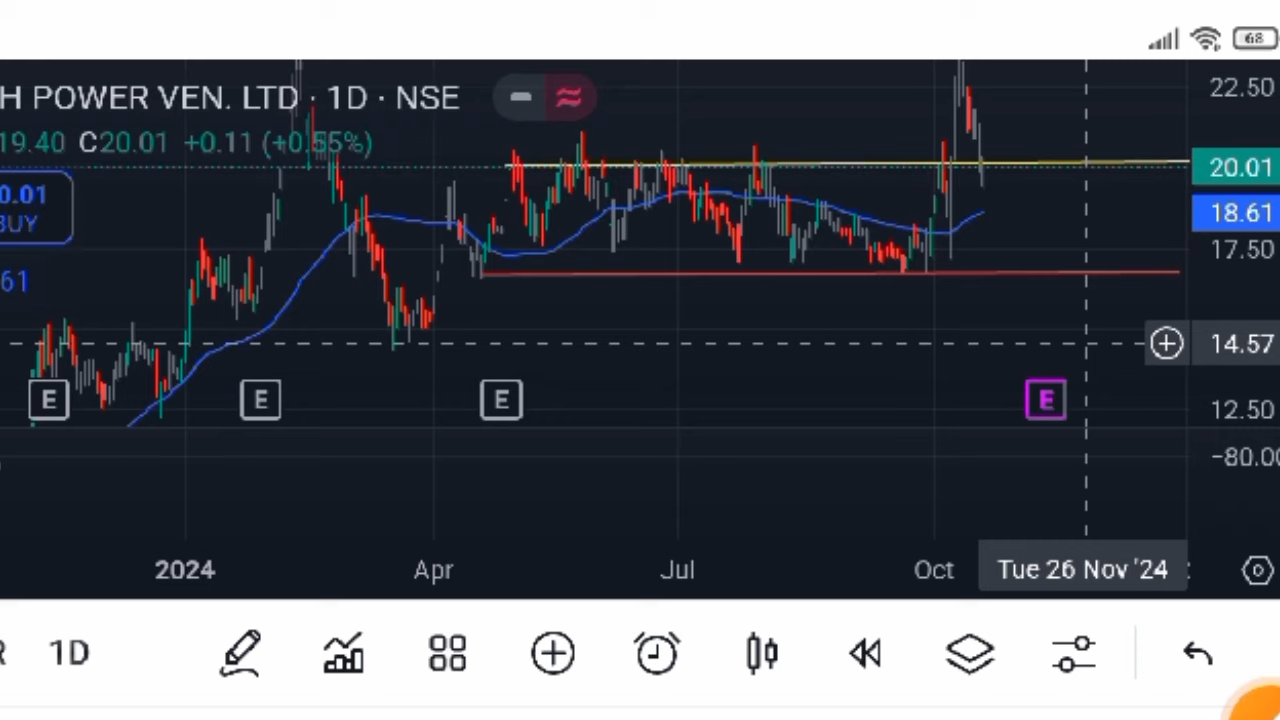 68
H POWER VEN. LTD · 1D · NSE
22.50
19.40 C20.01 +0.11 (+0.55%)
20.01
0.01
BUY
18.61
17.50
61
14.57
E E E E
12.50
−80.00
2024 Apr Jul Oct Tue 26 Nov '24
R 1D